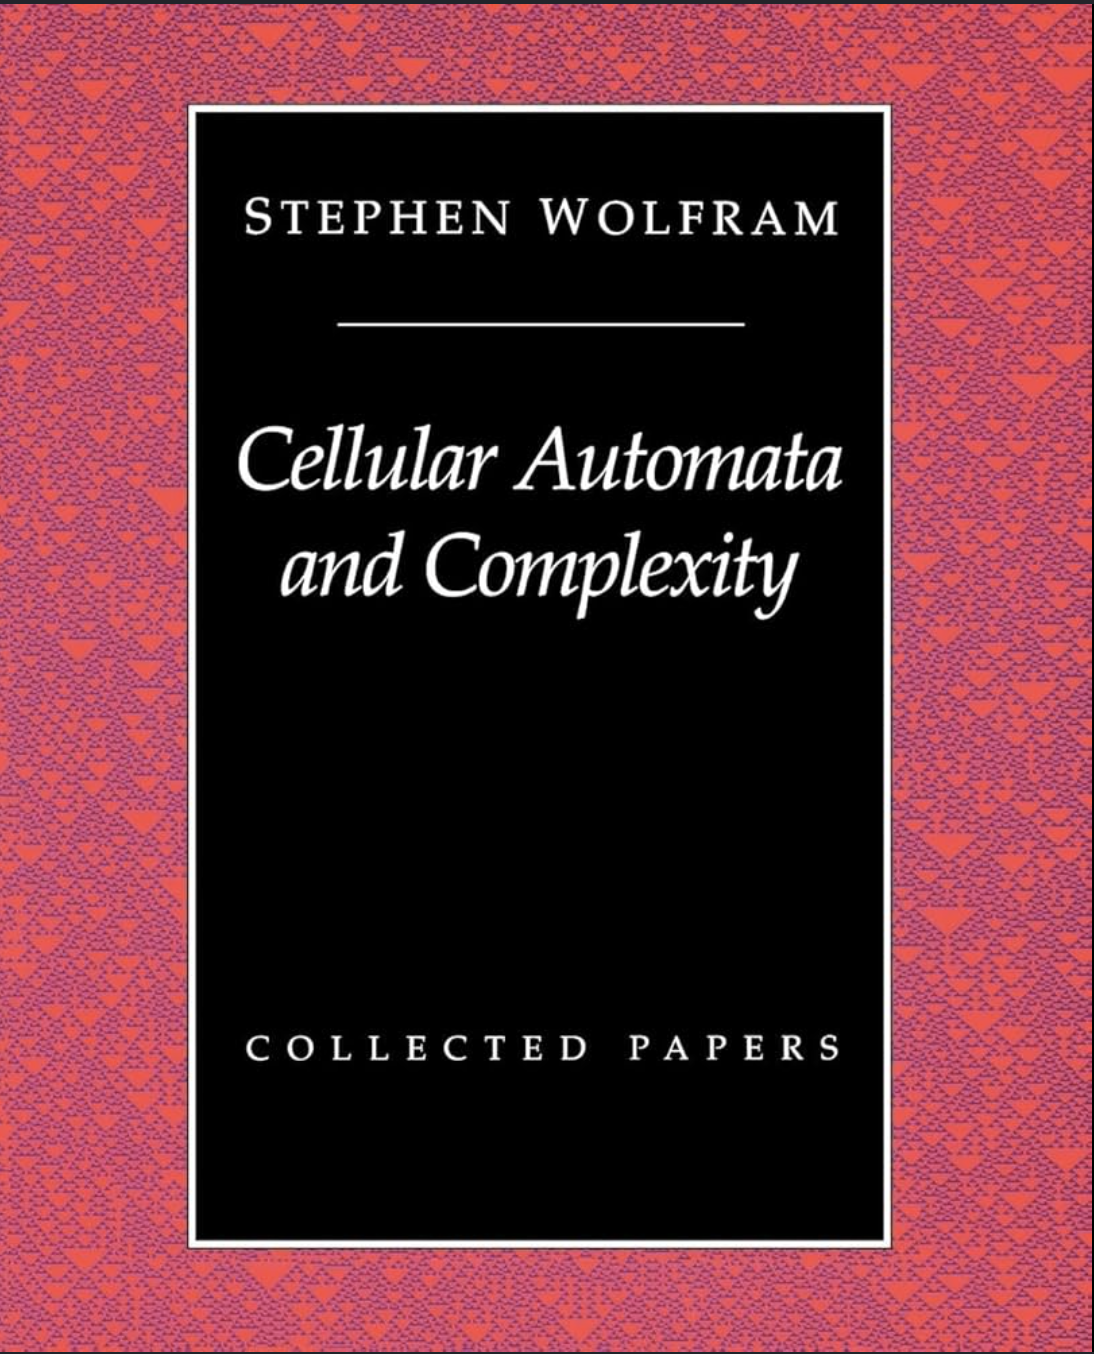 STEPHEN WOLFRAM
Cellular Automata
and Complexity
COLLECTED PAPERS